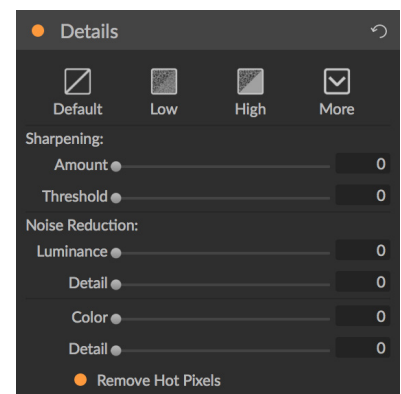 Details
Default Low High More
Sharpening:
Amount 0
Threshold 0
Noise Reduction:
Luminance 0
Detail 0
Color 0
Detail 0
Remove Hot Pixels